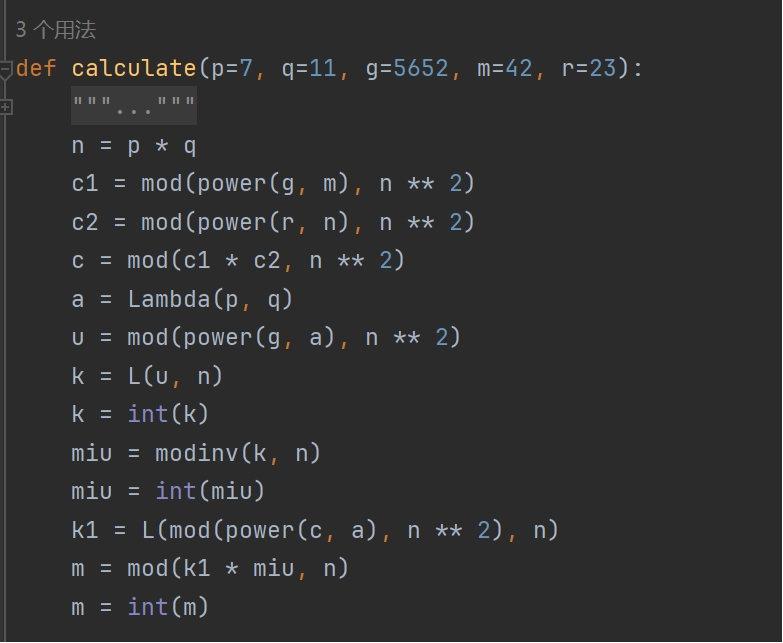 3 个用法
def calculate(p=7, q=11, g=5652, m=42, r=23):
    """..."""
    n = p * q
    c1 = mod(power(g, m), n ** 2)
    c2 = mod(power(r, n), n ** 2)
    c = mod(c1 * c2, n ** 2)
    a = Lambda(p, q)
    u = mod(power(g, a), n ** 2)
    k = L(u, n)
    k = int(k)
    miu = modinv(k, n)
    miu = int(miu)
    k1 = L(mod(power(c, a), n ** 2), n)
    m = mod(k1 * miu, n)
    m = int(m)